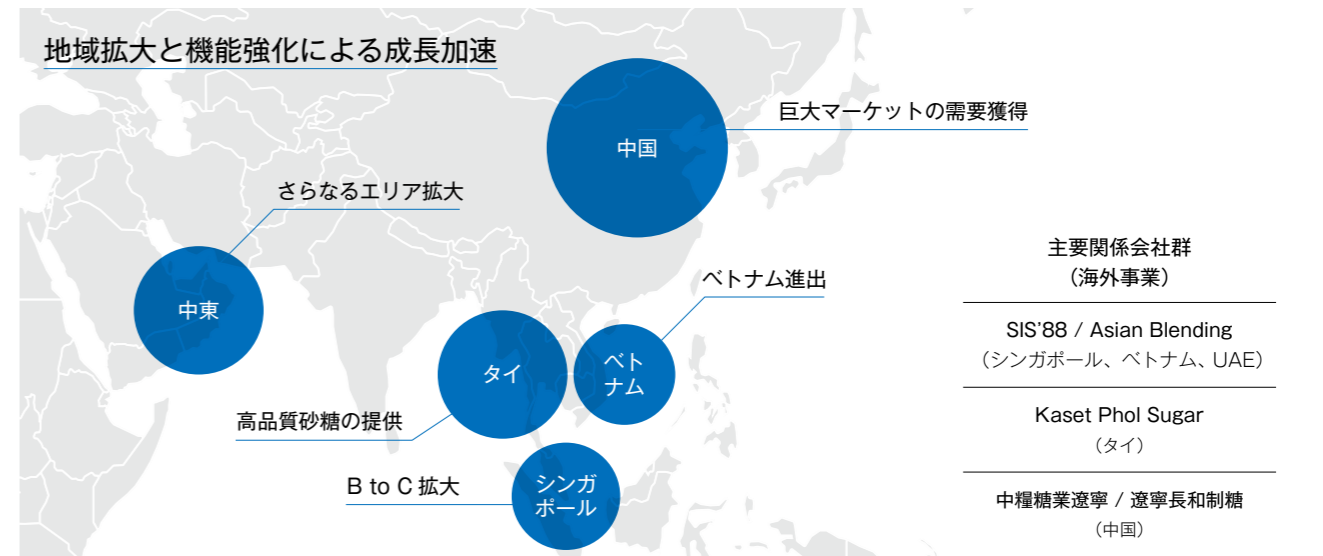 地域拡大と機能強化による成長加速
中国
巨大マーケットの需要獲得
さらなるエリア拡大
中東
ベトナム進出
タイ
ベト
ナム
高品質砂糖の提供
B to C 拡大
シンガ
ポール
主要関係会社群
（海外事業）
SIS’88 / Asian Blending
（シンガポール、ベトナム、UAE）
Kaset Phol Sugar
（タイ）
中糧糖業遼寧 / 遼寧長和制糖
（中国）